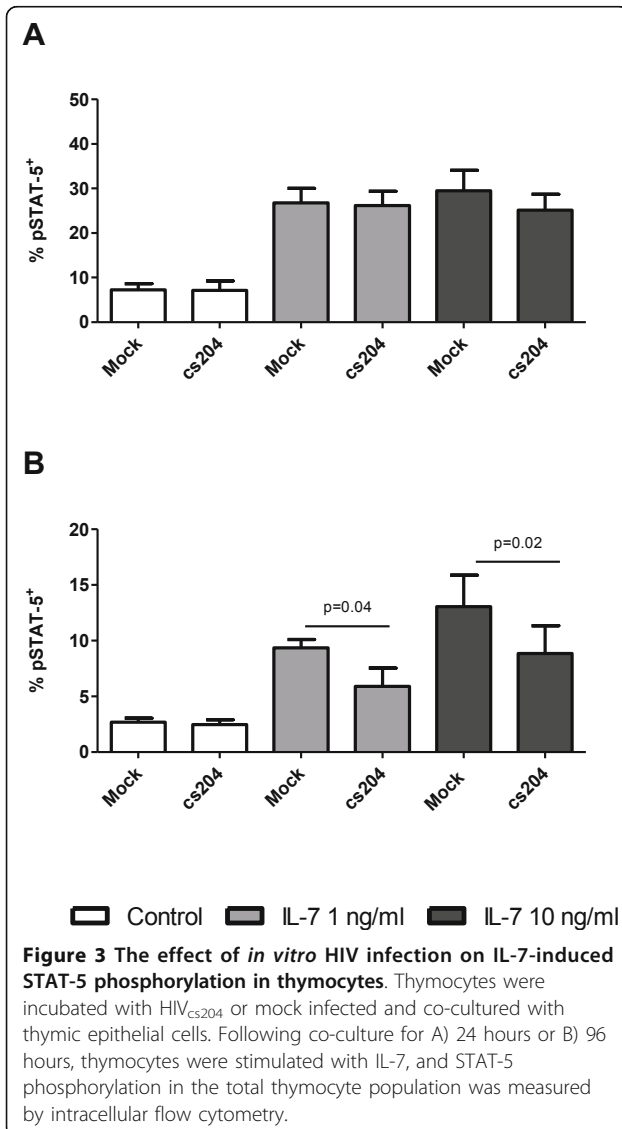 A
50
40
30
20
10
0
% pSTAT-5+
Mock
cs204
Mock
cs204
Mock
cs204
B
20
15
10
5
0
% pSTAT-5+
p=0.04
p=0.02
Mock
cs204
Mock
cs204
Mock
cs204
Control IL-7 1 ng/ml IL-7 10 ng/ml
Figure 3 The effect of in vitro HIV infection on IL-7-induced
STAT-5 phosphorylation in thymocytes. Thymocytes were
incubated with HIVcs204 or mock infected and co-cultured with
thymic epithelial cells. Following co-culture for A) 24 hours or B) 96
hours, thymocytes were stimulated with IL-7, and STAT-5
phosphorylation in the total thymocyte population was measured
by intracellular flow cytometry.